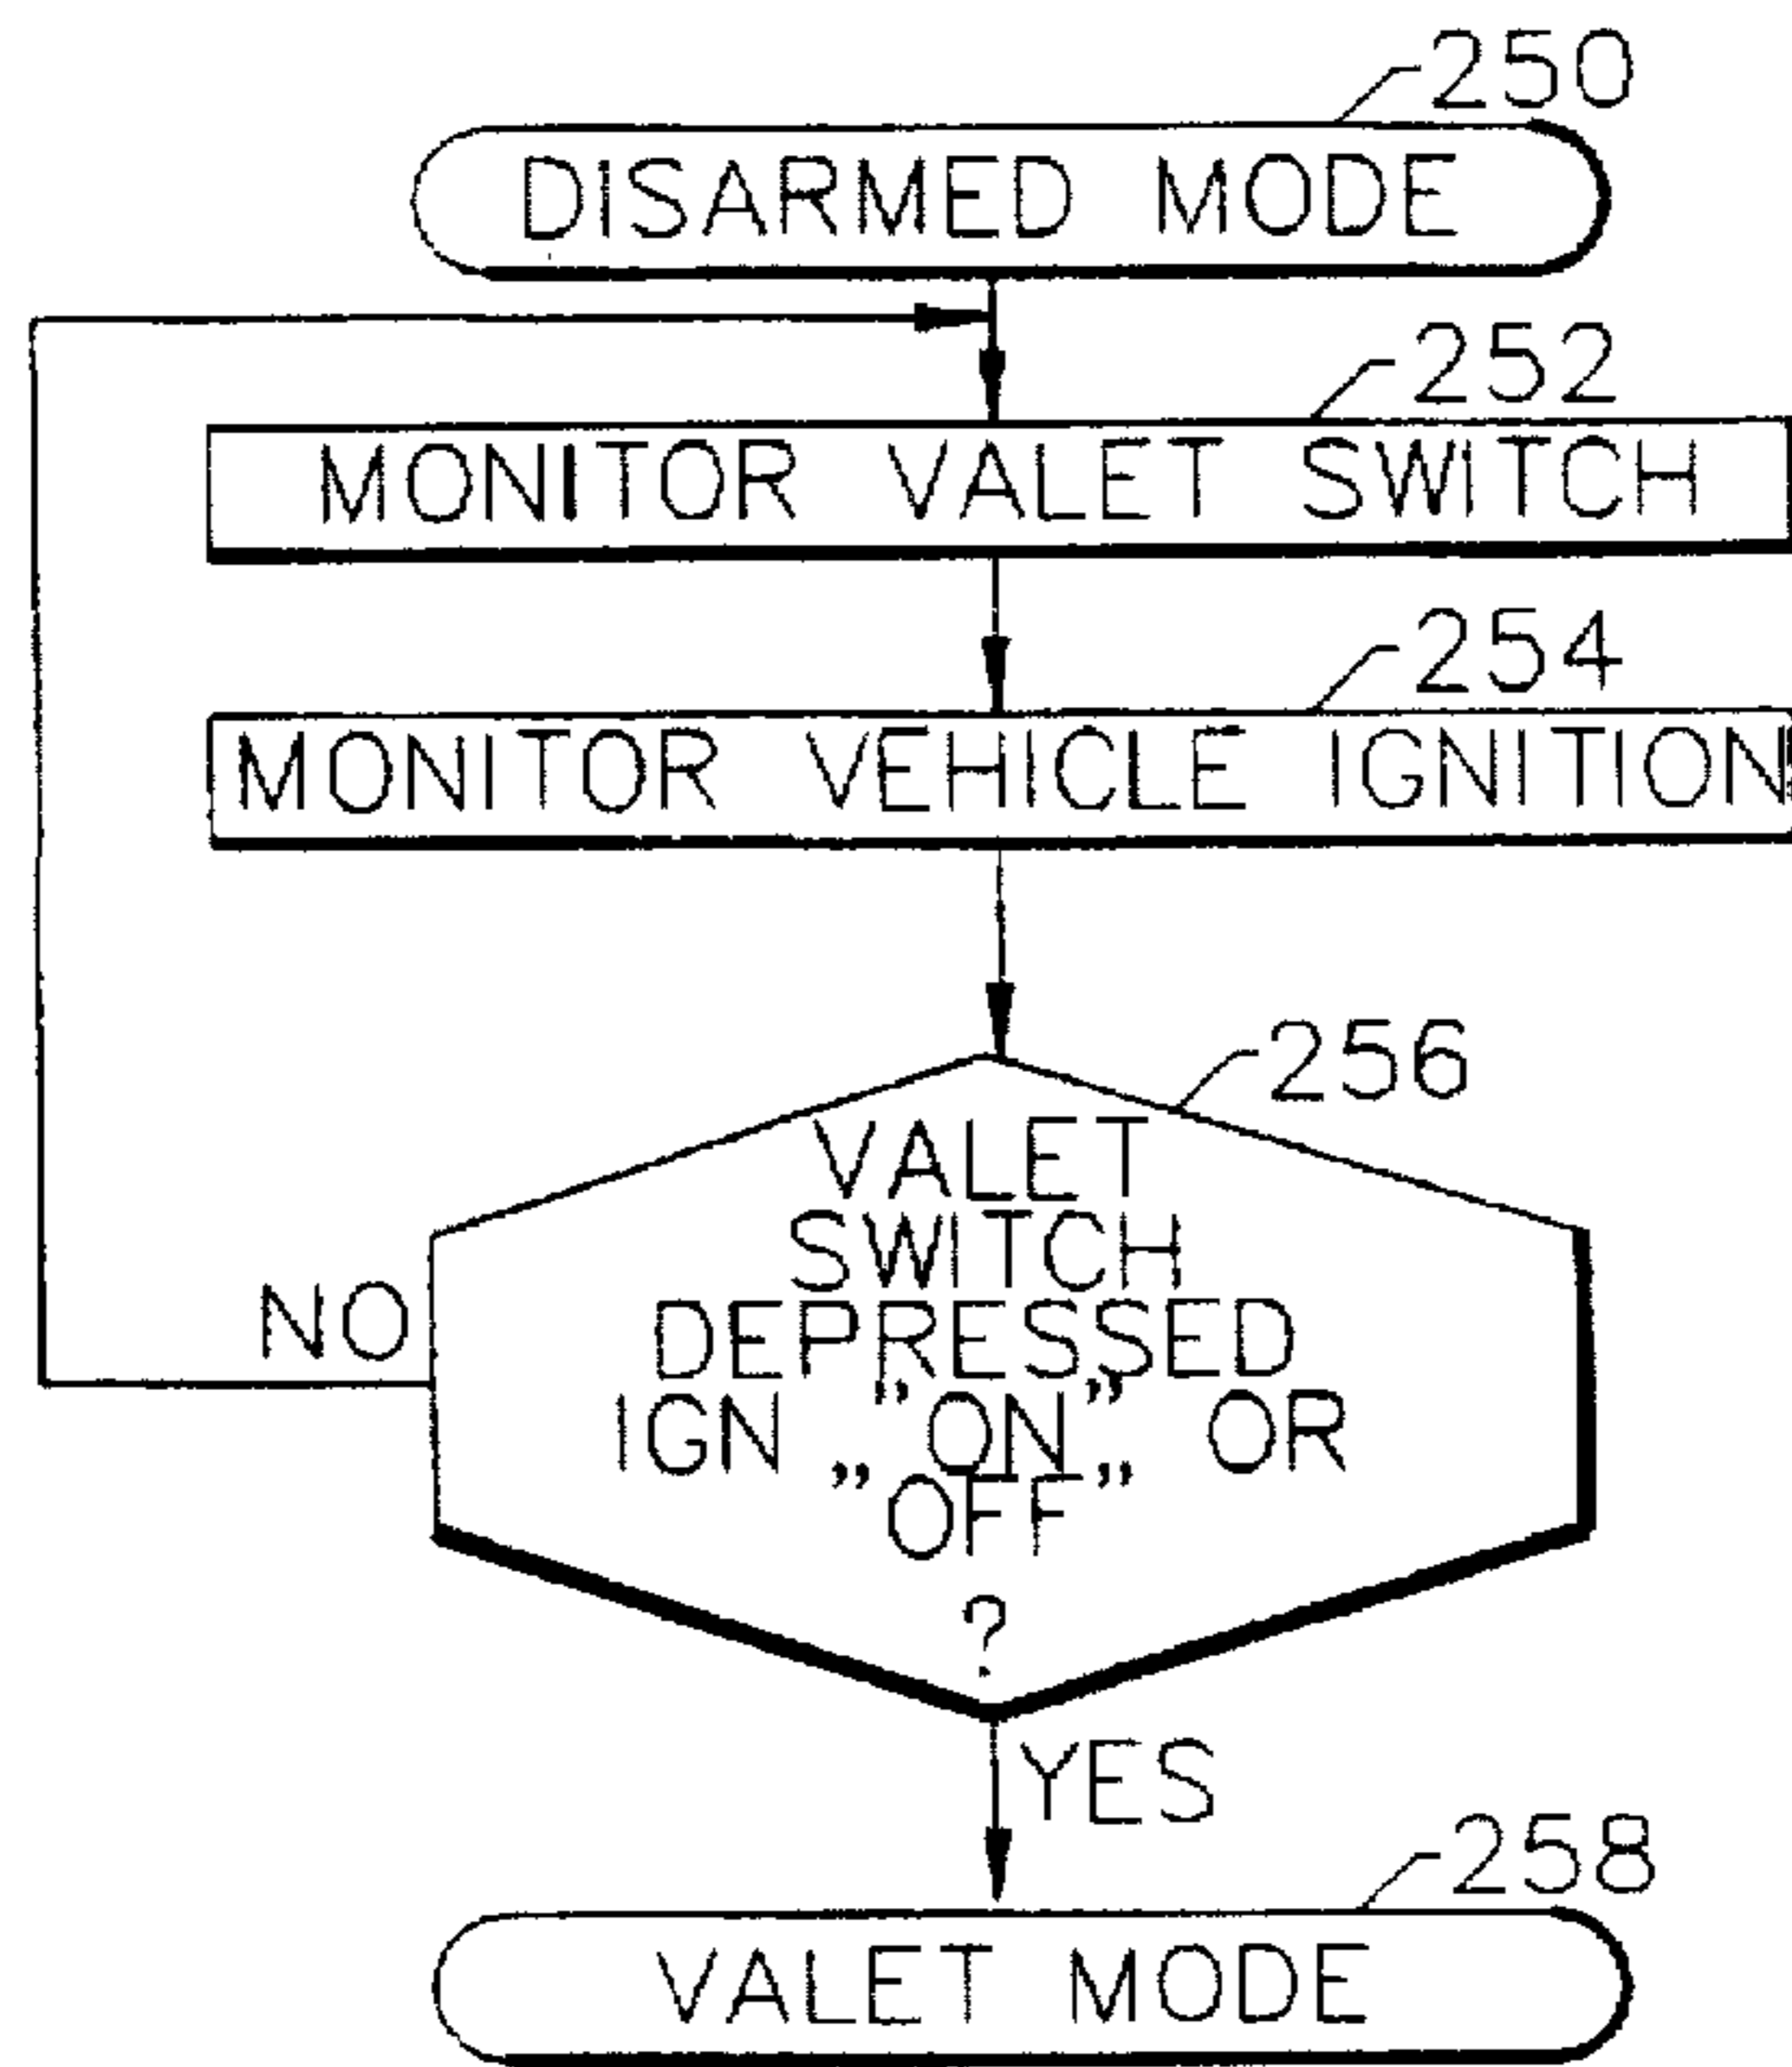 250
DISARMED MODE
252
MONITOR VALET SWITCH
254
MONITOR VEHICLE IGNITION
256
VALET
SWITCH
DEPRESSED
IGN "ON" OR
"OFF"
?
NO
YES
258
VALET MODE